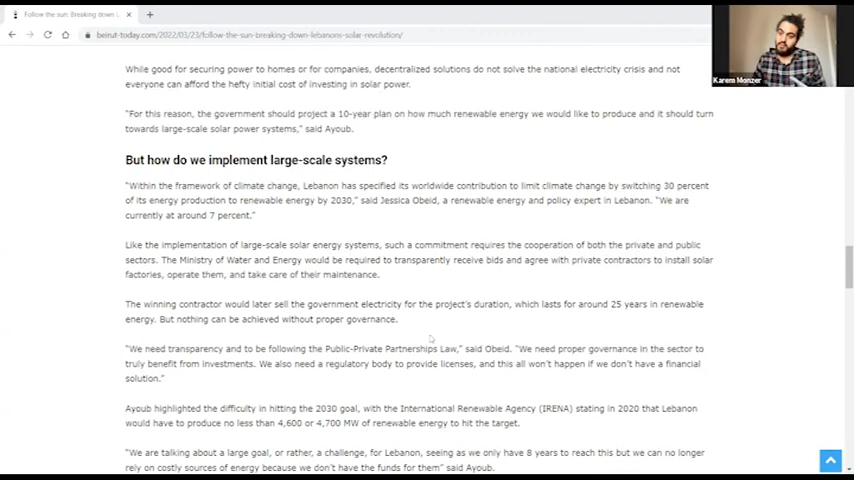 Follow the sun: Breaking down L
beirut-today.com/2022/03/23/follow-the-sun-breaking-down-lebanons-solar-revolution/
Karem Monzer
While good for securing power to homes or for companies, decentralized solutions do not solve the national electricity crisis and not
everyone can afford the hefty initial cost of investing in solar power.
“For this reason, the government should project a 10-year plan on how much renewable energy we would like to produce and it should turn
towards large-scale solar power systems,” said Ayoub.
But how do we implement large-scale systems?
“Within the framework of climate change, Lebanon has specified its worldwide contribution to limit climate change by switching 30 percent
of its energy production to renewable energy by 2030,” said Jessica Obeid, a renewable energy and policy expert in Lebanon. “We are
currently at around 7 percent.”
Like the implementation of large-scale solar energy systems, such a commitment requires the cooperation of both the private and public
sectors. The Ministry of Water and Energy would be required to transparently receive bids and agree with private contractors to install solar
factories, operate them, and take care of their maintenance.
The winning contractor would later sell the government electricity for the project’s duration, which lasts for around 25 years in renewable
energy. But nothing can be achieved without proper governance.
“We need transparency and to be following the Public-Private Partnerships Law,” said Obeid. “We need proper governance in the sector to
truly benefit from investments. We also need a regulatory body to provide licenses, and this all won’t happen if we don’t have a financial
solution.”
Ayoub highlighted the difficulty in hitting the 2030 goal, with the International Renewable Agency (IRENA) stating in 2020 that Lebanon
would have to produce no less than 4,600 or 4,700 MW of renewable energy to hit the target.
“We are talking about a large goal, or rather, a challenge, for Lebanon, seeing as we only have 8 years to reach this but we can no longer
rely on costly sources of energy because we don’t have the funds for them” said Ayoub.